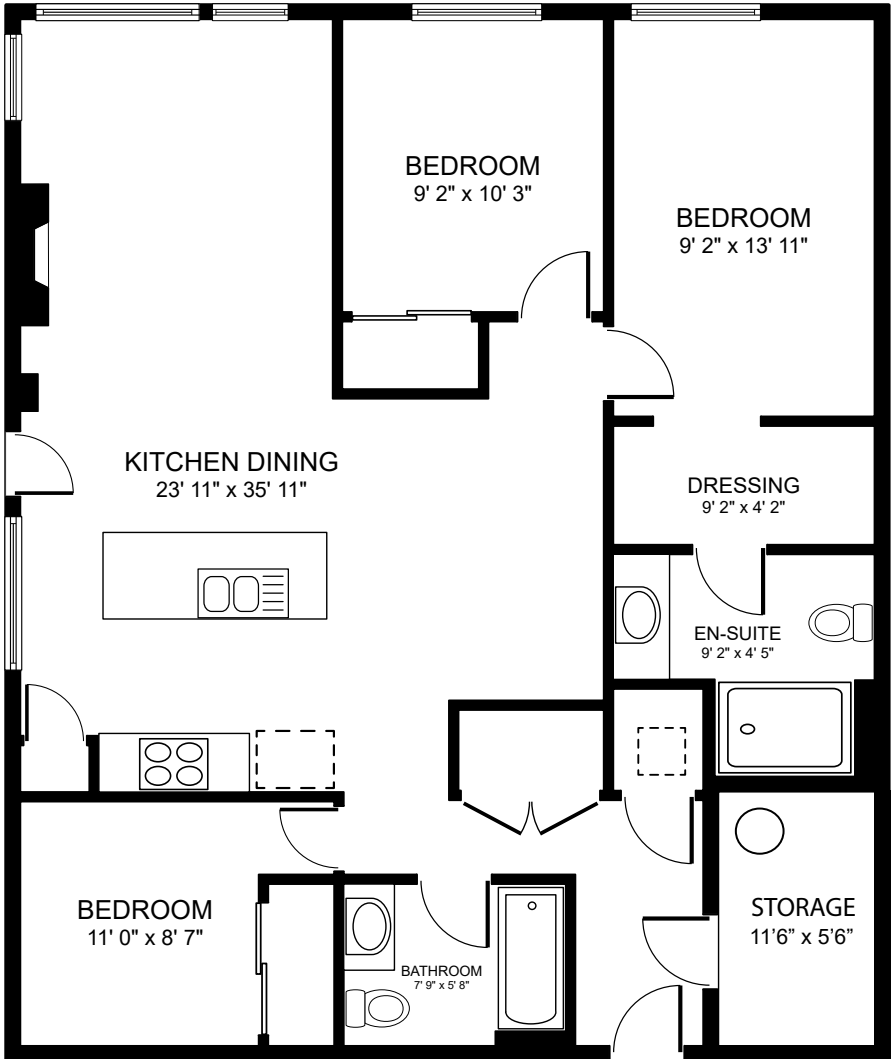 BEDROOM
9' 2" x 10' 3"
BEDROOM
9' 2" x 13' 11"
KITCHEN DINING
23' 11" x 35' 11"
DRESSING
9' 2" x 4' 2"
EN-SUITE
9' 2" x 4' 5"
BEDROOM
11' 0" x 8' 7"
BATHROOM
7' 9" x 5' 8"
STORAGE
11’6” x 5’6”